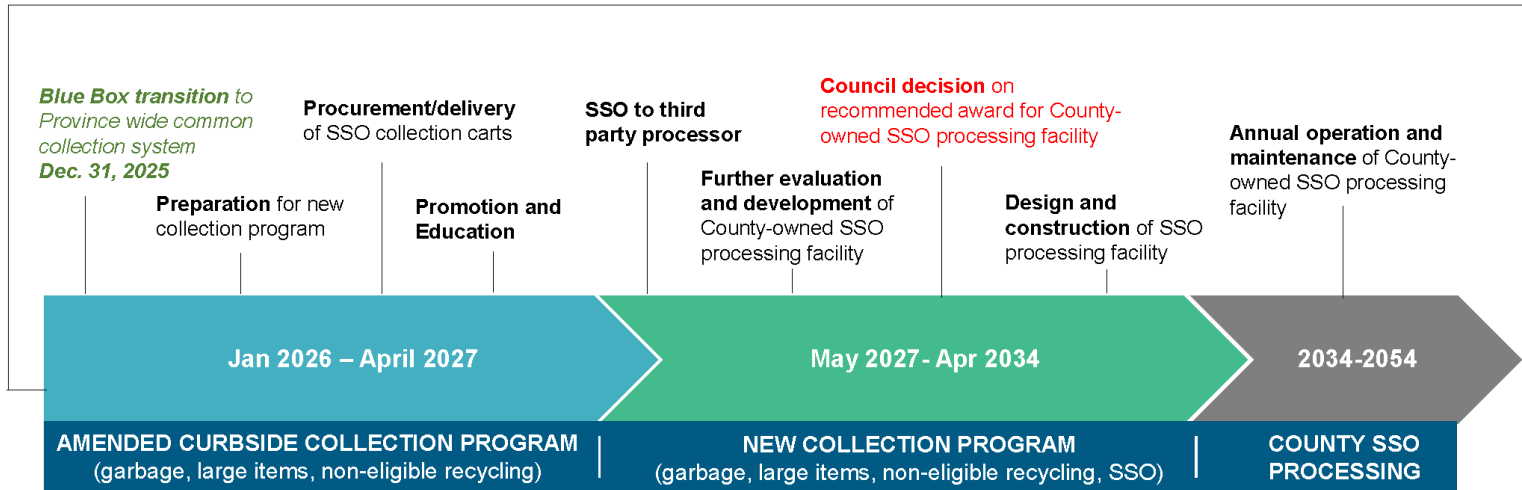 Blue Box transition to
Province wide common
collection system
Dec. 31, 2025
Preparation for new
collection program
Procurement/delivery
of SSO collection carts
Promotion and
Education
SSO to third
party processor
Further evaluation
and development of
County-owned SSO
processing facility
Council decision on
recommended award for County-
owned SSO processing facility
Design and
construction of SSO
processing facility
Annual operation and
maintenance of County-
owned SSO processing
facility
Jan 2026 – April 2027
May 2027- Apr 2034
2034-2054
AMENDED CURBSIDE COLLECTION PROGRAM
(garbage, large items, non-eligible recycling)
NEW COLLECTION PROGRAM
(garbage, large items, non-eligible recycling, SSO)
COUNTY SSO
PROCESSING